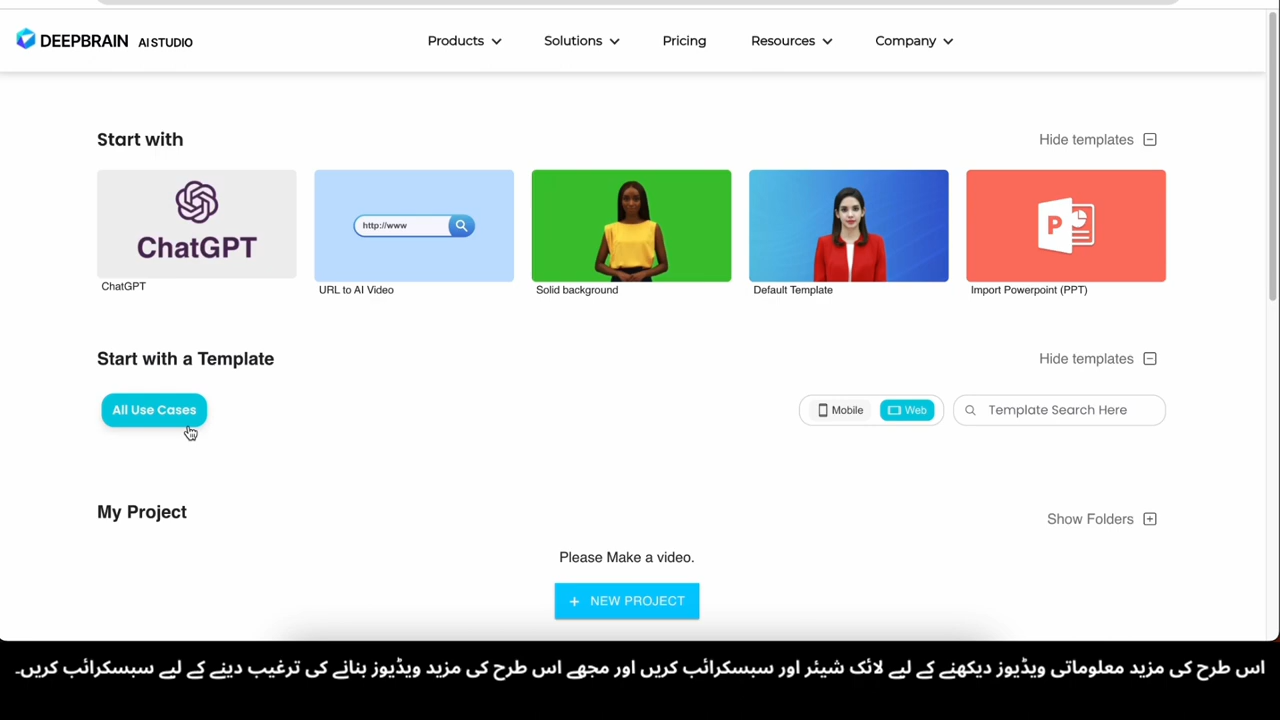 DEEPBRAIN AI STUDIO
Products Solutions Pricing Resources Company
Start with
Hide templates
ChatGPT
http://www
P
ChatGPT
URL to AI Video
Solid background
Default Template
Import Powerpoint (PPT)
Start with a Template
Hide templates
All Use Cases
Mobile Web
Template Search Here
My Project
Show Folders
Please Make a video.
+ NEW PROJECT
اس طرح کی مزید معلوماتی ویڈیوز دیکھنے کے لیے لائک شیئر اور سبسکرائب کریں اور مجھے اس طرح کی مزید ویڈیوز بنانے کی ترغیب دینے کے لیے سبسکرائب کریں۔